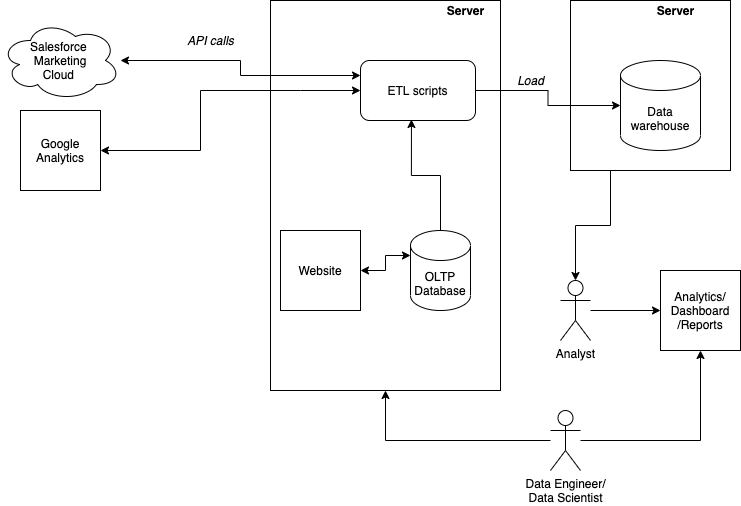 Server
Server
API calls
Salesforce
Marketing
Cloud
ETL scripts
Load
Data
warehouse
Google
Analytics
Website
OLTP
Database
Analytics/
Dashboard
/Reports
Analyst
Data Engineer/
Data Scientist